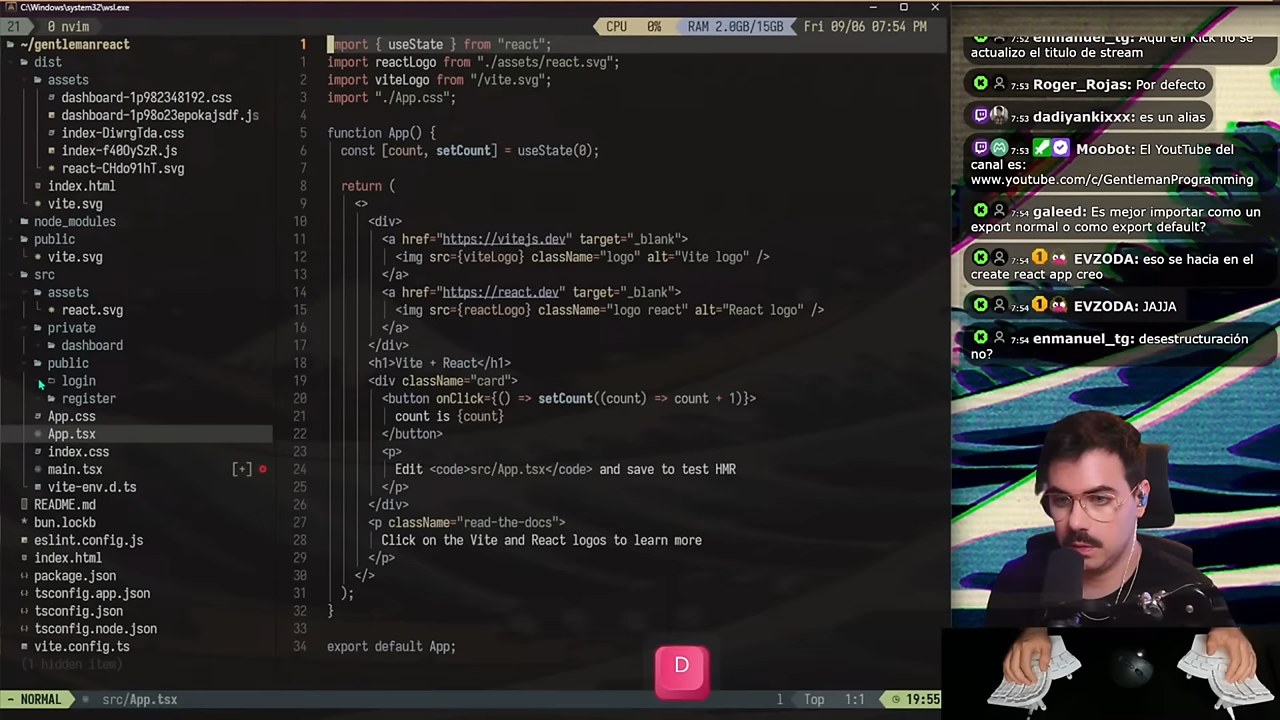 C:\Windows\system32\wsl.exe
21 0 nvim
CPU 0% RAM 2.0GB/15GB Fri 09/06 07:54 PM
~/gentlemanreact
dist
assets
dashboard-1p982348192.css
dashboard-1p98o23epokajsdf.js
index-DiwrgTda.css
index-f40OySzR.js
react-CHdo91hT.svg
index.html
vite.svg
node_modules
public
vite.svg
src
assets
react.svg
private
dashboard
public
login
register
App.css
App.tsx
index.css
main.tsx [+]
vite-env.d.ts
README.md
bun.lockb
eslint.config.js
index.html
package.json
tsconfig.app.json
tsconfig.json
tsconfig.node.json
vite.config.ts
(1 hidden item)
1 import { useState } from "react";
1 import reactLogo from "./assets/react.svg";
2 import viteLogo from "/vite.svg";
3 import "./App.css";
4
5 function App() {
6 const [count, setCount] = useState(0);
7
8 return (
9 <>
10 <div>
11 <a href="https://vitejs.dev" target="_blank">
12 <img src={viteLogo} className="logo" alt="Vite logo" />
13 </a>
14 <a href="https://react.dev" target="_blank">
15 <img src={reactLogo} className="logo react" alt="React logo" />
16 </a>
17 </div>
18 <h1>Vite + React</h1>
19 <div className="card">
20 <button onClick={() => setCount((count) => count + 1)}>
21 count is {count}
22 </button>
23 <p>
24 Edit <code>src/App.tsx</code> and save to test HMR
25 </p>
26 </div>
27 <p className="read-the-docs">
28 Click on the Vite and React logos to learn more
29 </p>
30 </>
31 );
32 }
33
34 export default App;
D
- NORMAL src/App.tsx 1 Top 1:1 19:55
7:52 enmanuel_tg: Aqui en Kick no se
actualizo el titulo de stream
7:53 Roger_Rojas: Por defecto
7:53 dadiyankixxx: es un alias
7:53 Moobot: El YoutTube del
canal es:
www.youtube.com/c/GentlemanProgramming
7:54 galeed: Es mejor importar como un
export normal o como export default?
7:54 1 EVZODA: eso se hacia en el
create react app creo
7:54 1 EVZODA: JAJJA
7:54 enmanuel_tg: desestructuración
no?